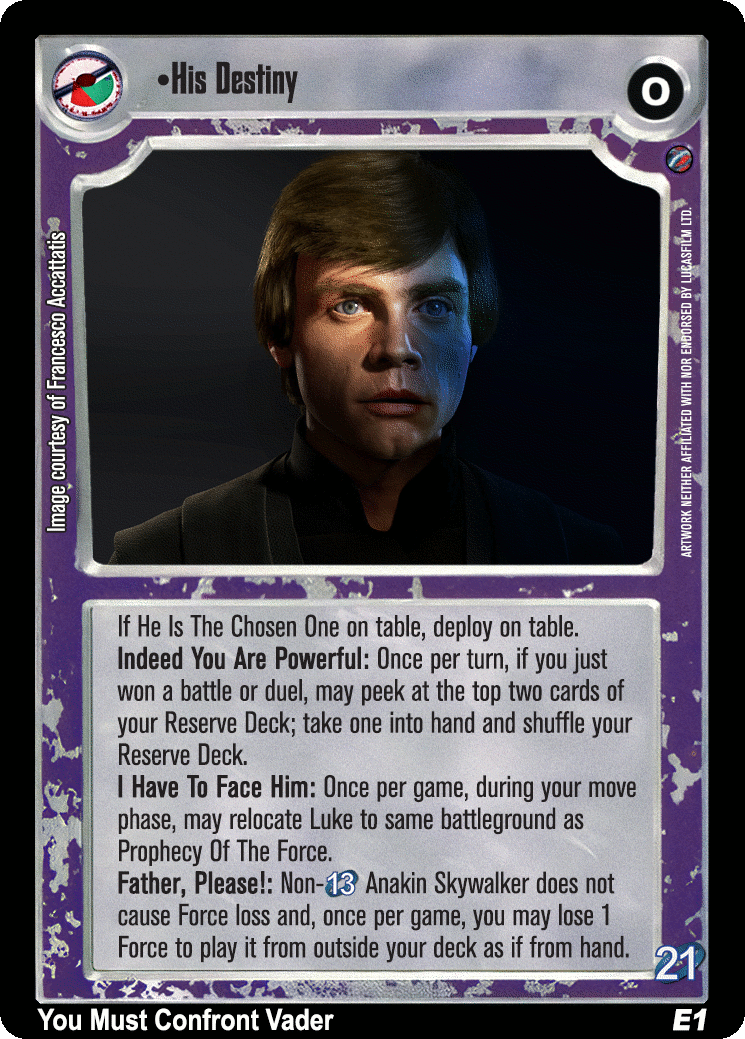 •His Destiny
0
Image courtesy of Francesco Accattatis
ARTWORK NEITHER AFFILIATED WITH NOR ENDORSED BY LUCASFILM LTD.
If He Is The Chosen One on table, deploy on table.
Indeed You Are Powerful: Once per turn, if you just
won a battle or duel, may peek at the top two cards of
your Reserve Deck; take one into hand and shuffle your
Reserve Deck.
I Have To Face Him: Once per game, during your move
phase, may relocate Luke to same battleground as
Prophecy Of The Force.
Father, Please!: Non-13 Anakin Skywalker does not
cause Force loss and, once per game, you may lose 1
Force to play it from outside your deck as if from hand.
21
You Must Confront Vader
E1